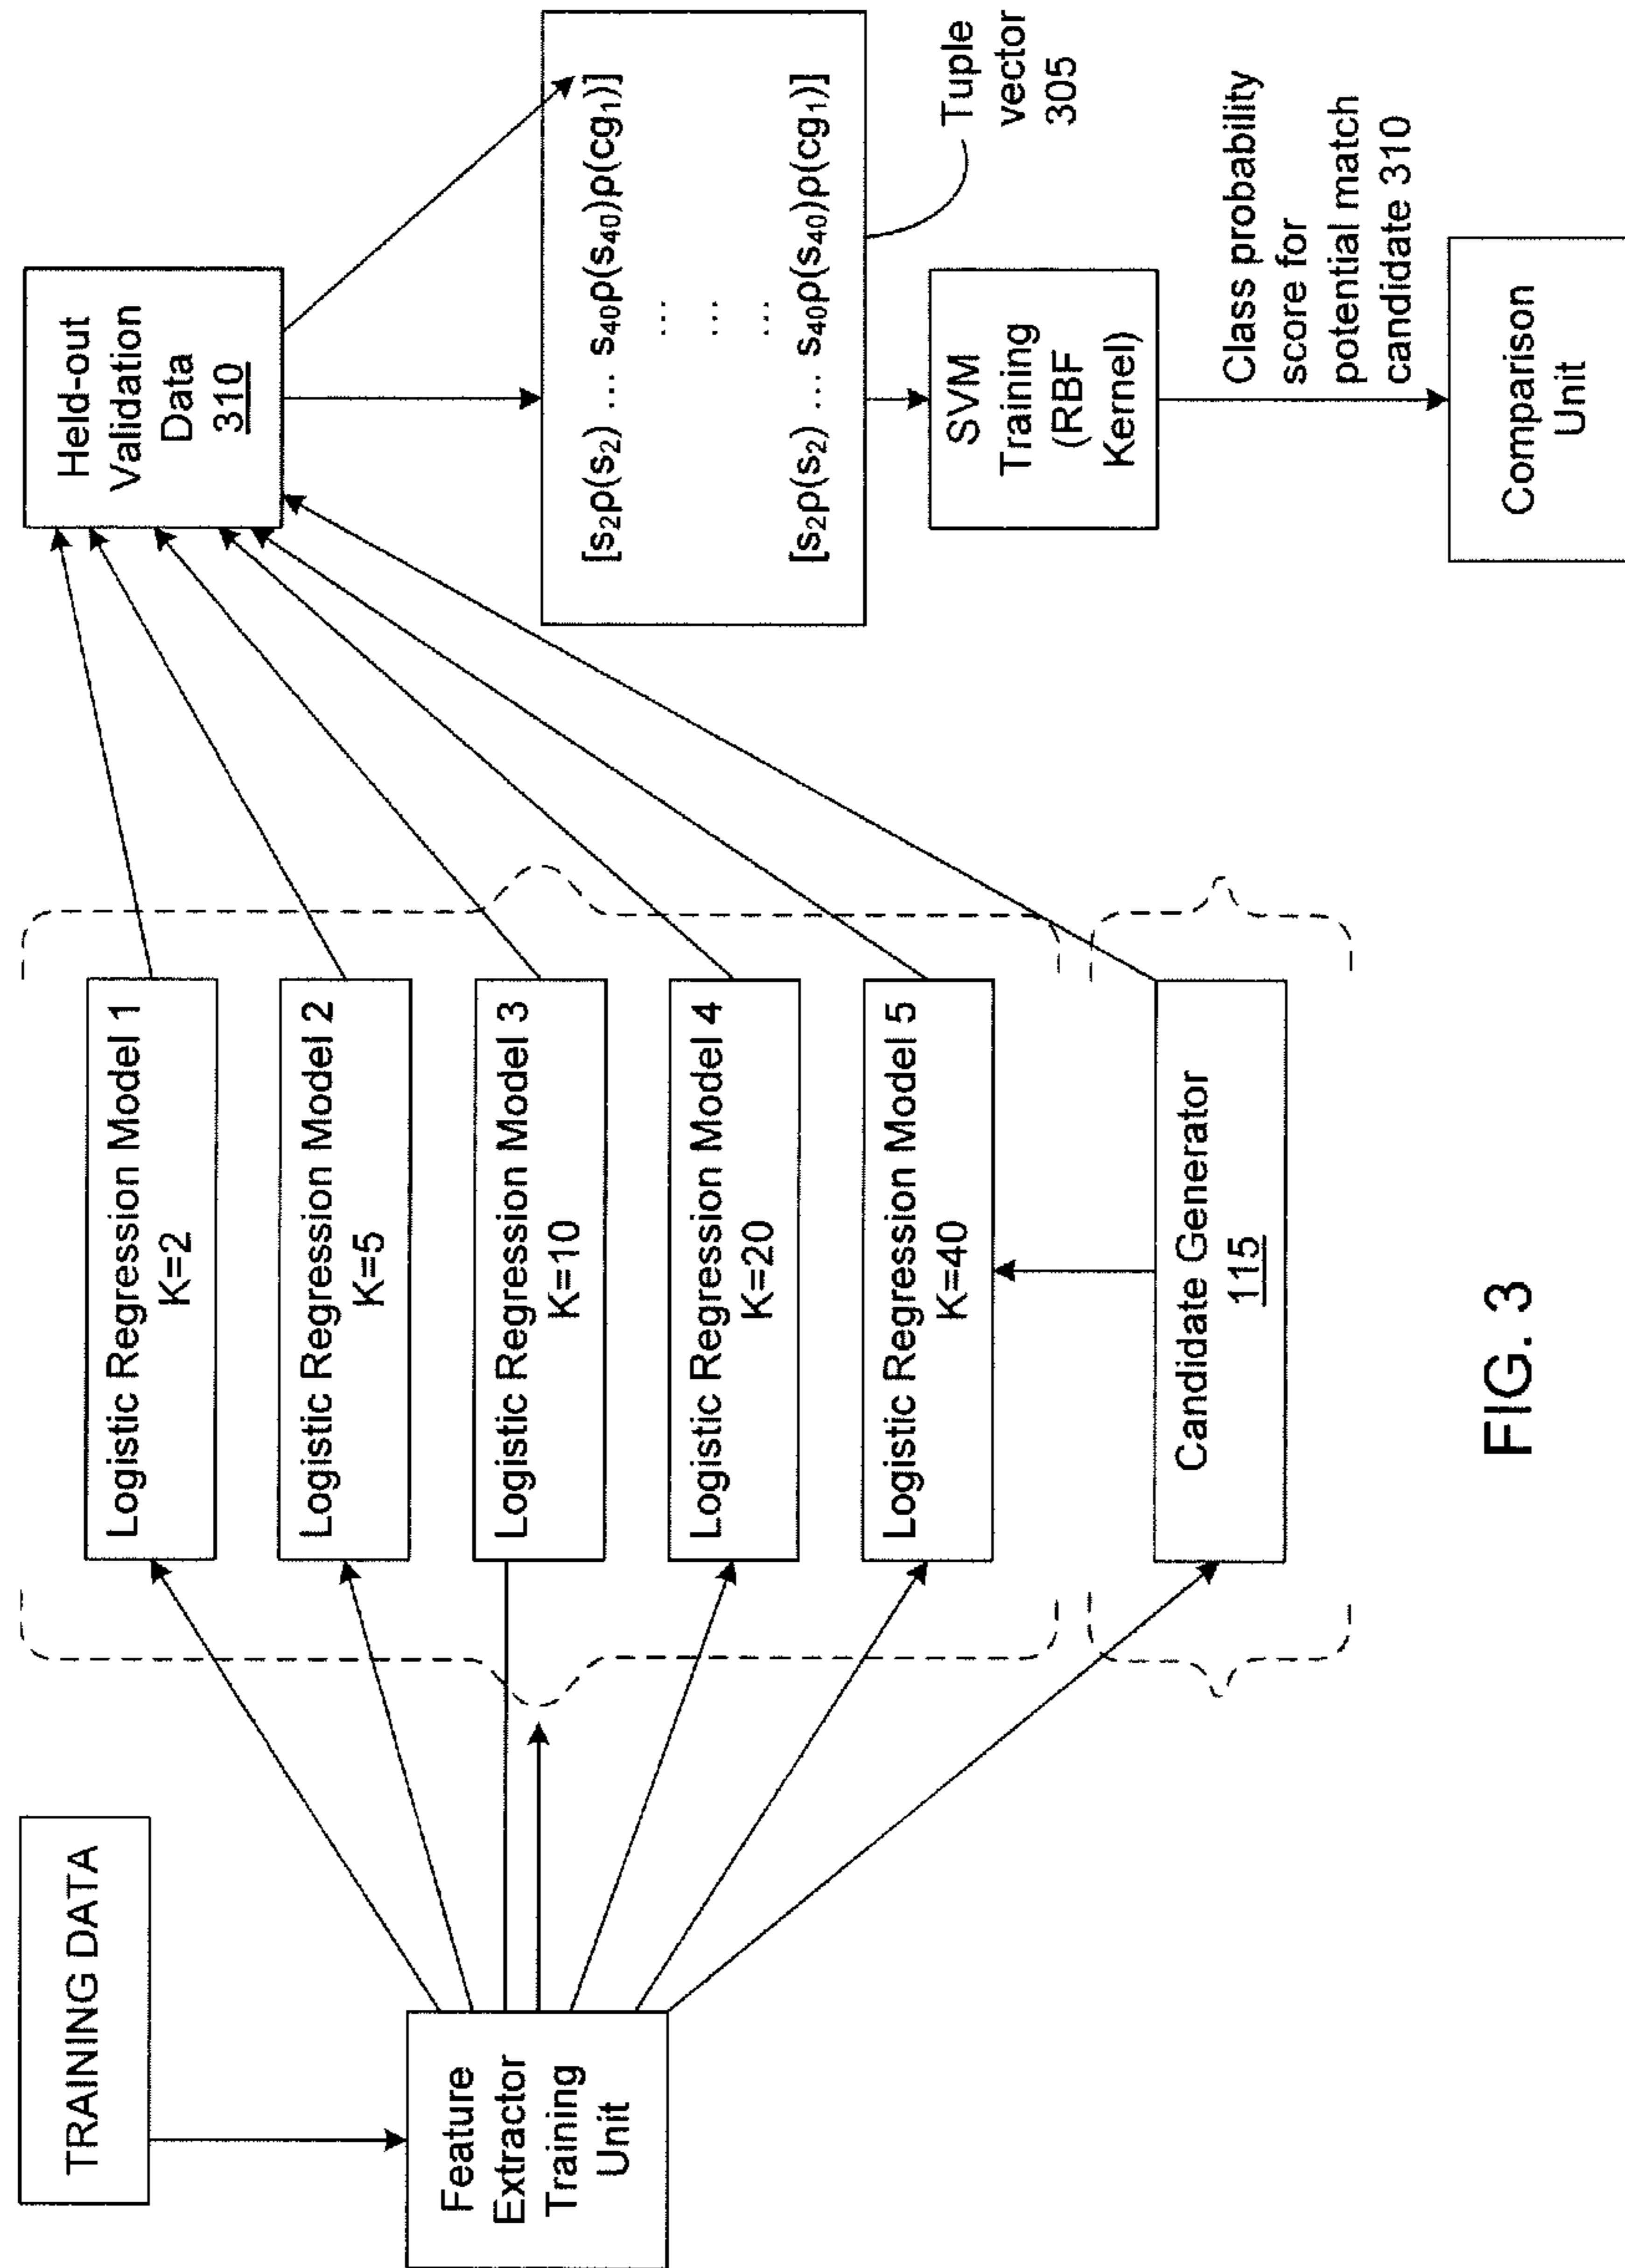 TRAINING DATA
Feature
Extractor
Training
Unit
Logistic Regression Model 1
K=2
Logistic Regression Model 2
K=5
Logistic Regression Model 3
K=10
Logistic Regression Model 4
K=20
Logistic Regression Model 5
K=40
Candidate Generator
115
Held-out
Validation
Data
310
[s₂ρ(s₂) ... s₄₀ρ(s₄₀)ρ(cg₁)]
...
...
...
[s₂ρ(s₂) ... s₄₀ρ(s₄₀)ρ(cg₁)]
Tuple
vector
305
SVM
Training
(RBF
Kernel)
Class probability
score for
potential match
candidate 310
Comparison
Unit
FIG. 3